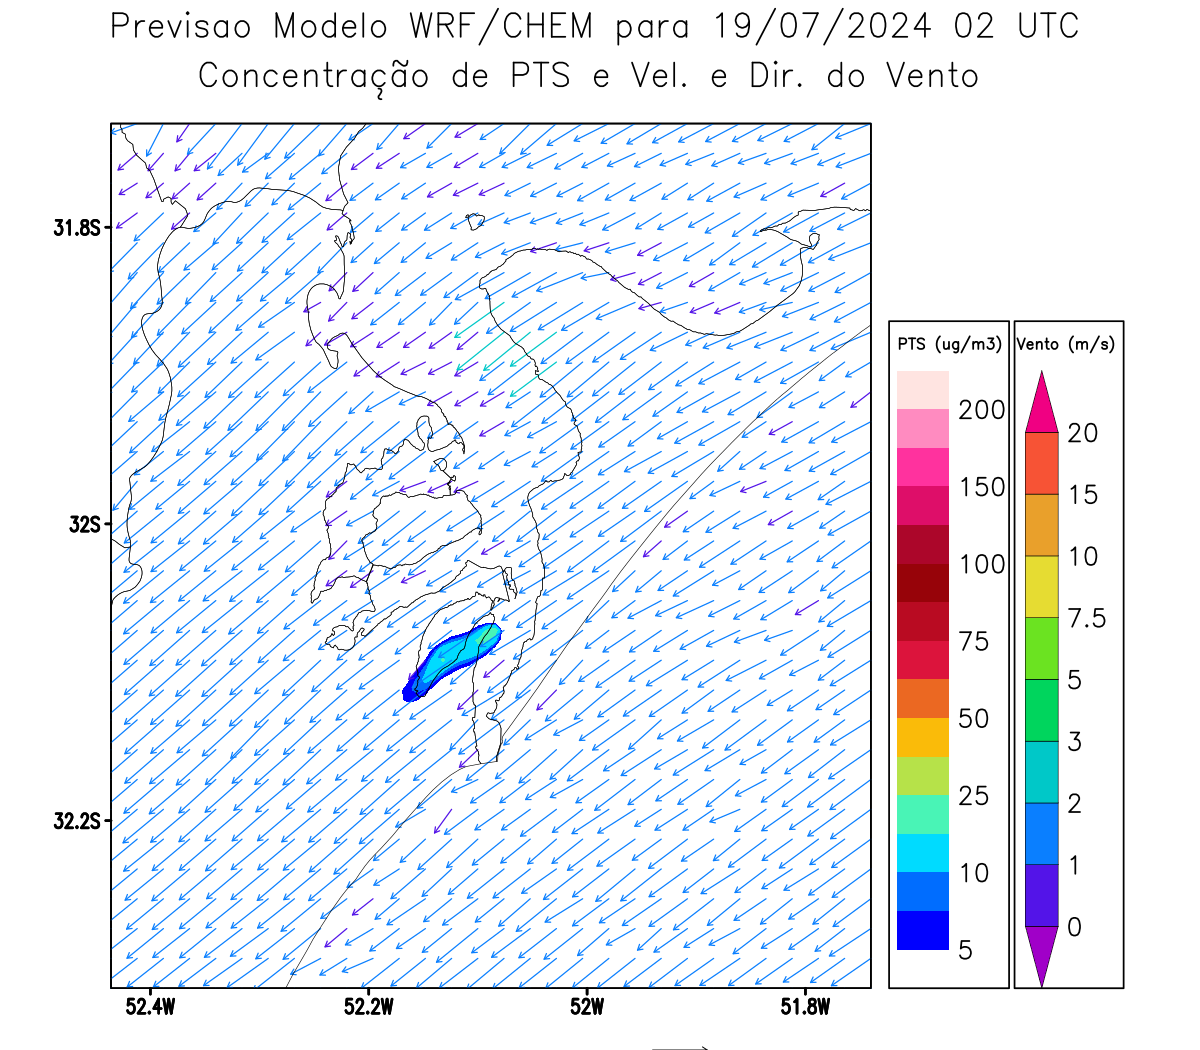 Previsao Modelo WRF/CHEM para 19/07/2024 02 UTC
Concentração de PTS e Vel. e Dir. do Vento
31.8S
32S
32.2S
52.4W
52.2W
52W
51.8W
PTS (ug/m3)
200
150
100
75
50
25
10
5
Vento (m/s)
20
15
10
7.5
5
3
2
1
0